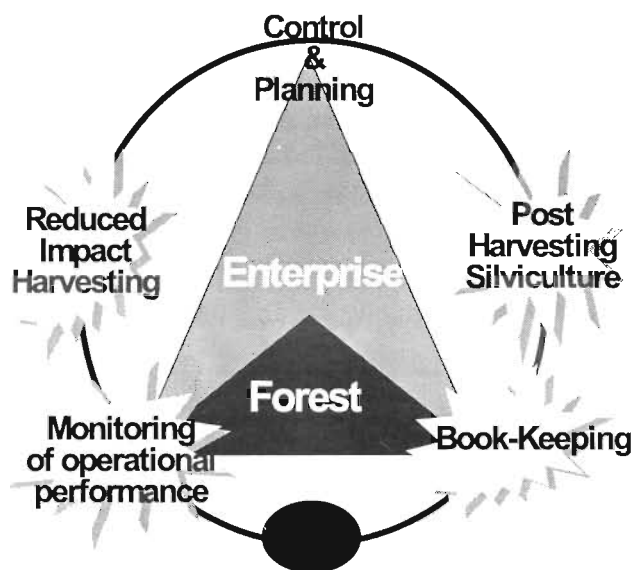 Control
&
Planning
Reduced
Impact
Harvesting
Post
Harvesting
Silviculture
Enterprise
Forest
Monitoring
of operational
performance
Book-Keeping